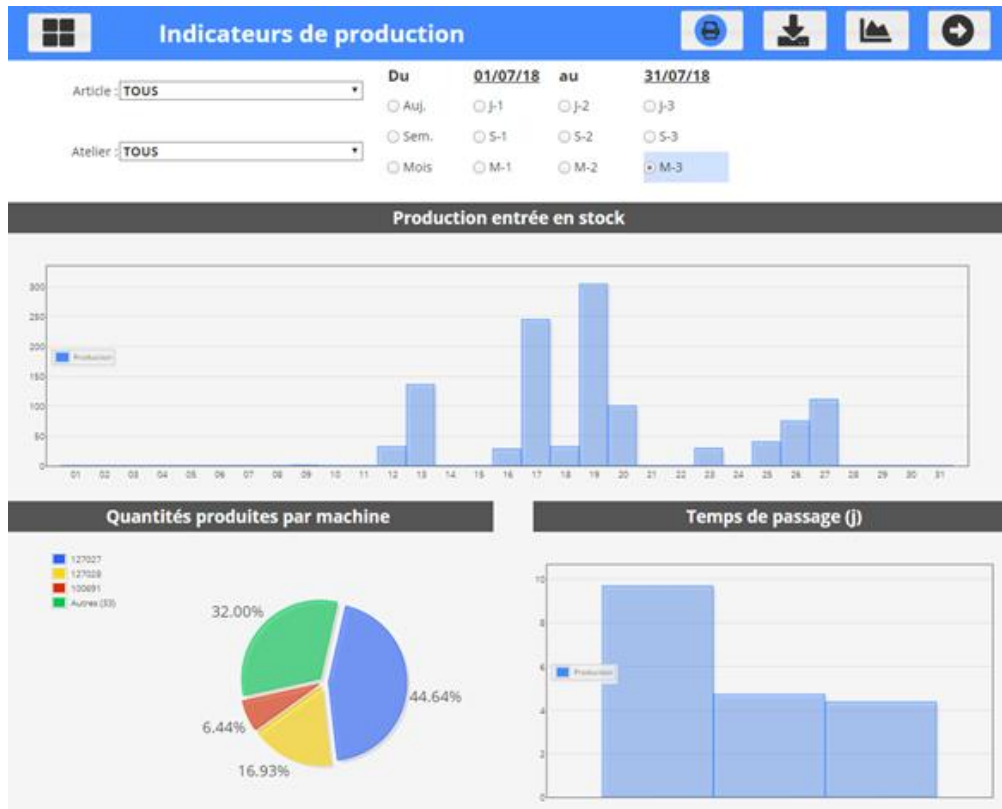 Indicateurs de production
Article : TOUS
Du 01/07/18 au 31/07/18
Auj. J-1 J-2 J-3
Sem. S-1 S-2 S-3
Atelier : TOUS
Mois M-1 M-2 M-3
Production entrée en stock
300
250
200
Production
150
100
50
0
01 02 03 04 05 06 07 08 09 10 11 12 13 14 15 16 17 18 19 20 21 22 23 24 25 26 27 28 29 30 31
Quantités produites par machine
127027
127028
100691
Autres (33)
32.00%
44.64%
6.44%
16.93%
Temps de passage (j)
10
8
6
Production
4
2
0